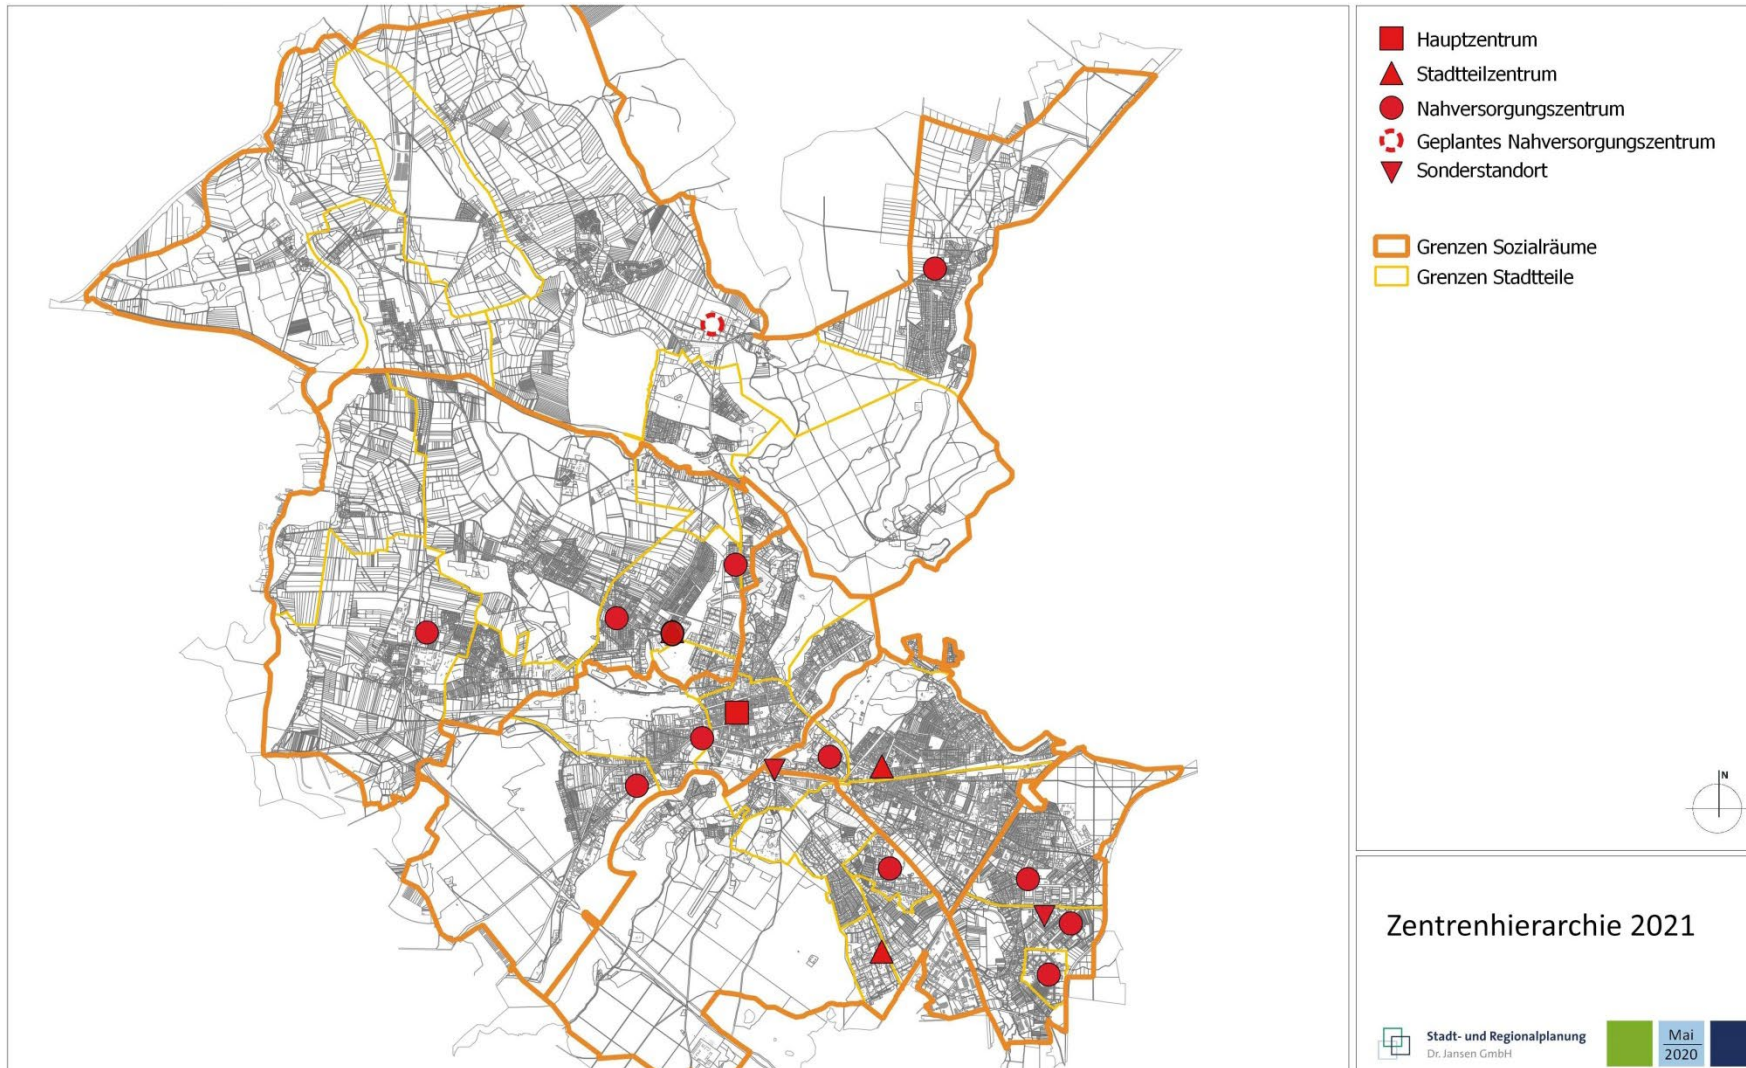 Hauptzentrum
Stadtteilzentrum
Nahversorgungszentrum
Geplantes Nahversorgungszentrum
Sonderstandort
Grenzen Sozialräume
Grenzen Stadtteile
N
Zentrenhierarchie 2021
Stadt- und Regionalplanung
Dr. Jansen GmbH
Mai
2020